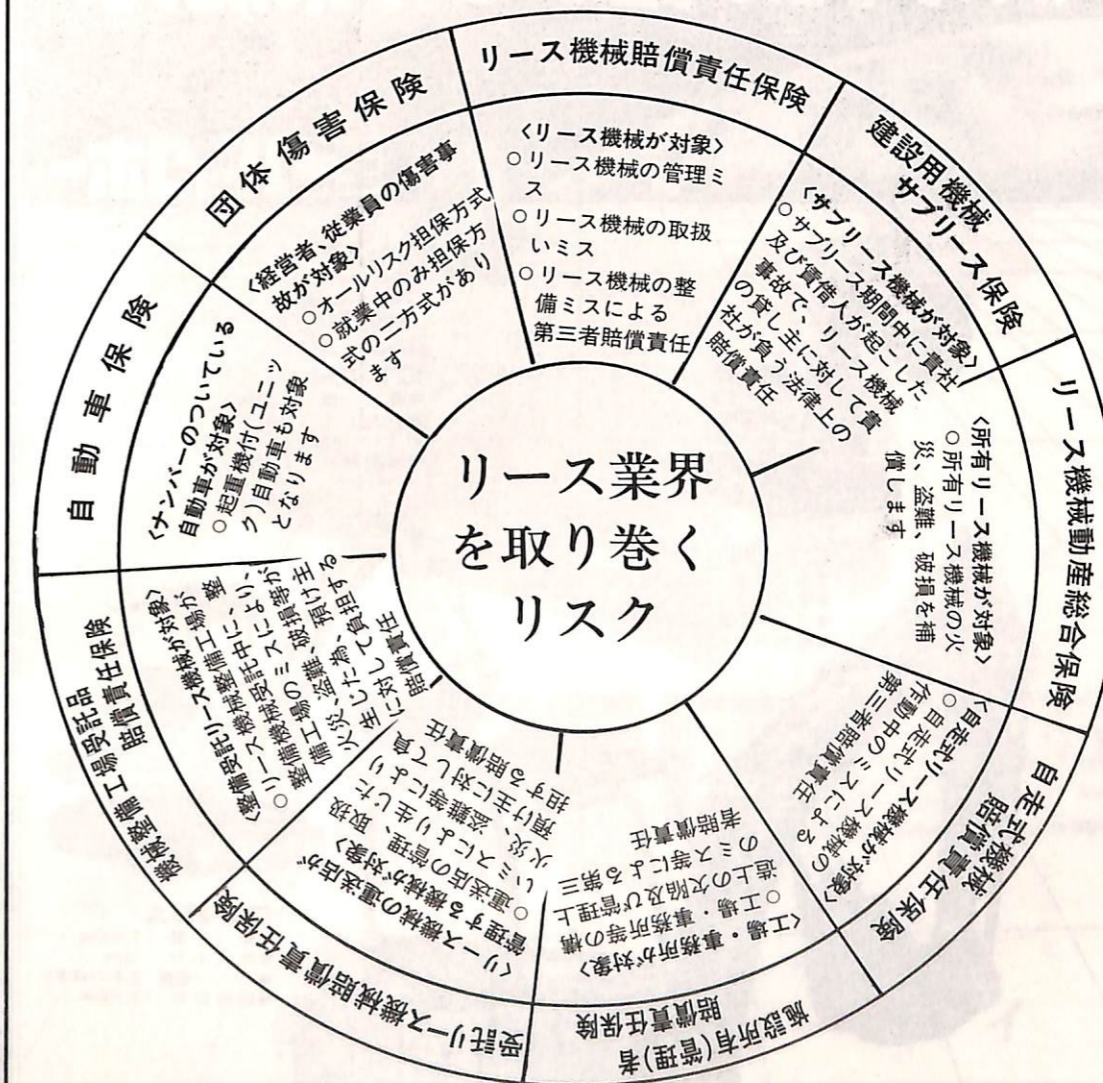 リース業界
を取り巻く
リスク
リース機械賠償責任保険
〈リース機械が対象〉
○リース機械の管理ミ
ス
○リース機械の取扱
いミス
○リース機械の整
備ミスによる
第三者賠償責任
建設用機械
サブリース保険
〈サブリース機械が対象〉
○サブリース期間中に貴社
及び賃借人が起こした
事故で、リース機械
の貸し主に対して貴
社が負う法律上の
賠償責任
リース機械動産総合保険
〈所有リース機械が対象〉
○所有リース機械の火
災、盗難、破損を補
償します
自走式機械
賠償責任保険
〈自走式リース機械が対象〉
○自走式リース機械の
作動中のミスによる
第三者賠償責任
施設所有(管理)者
賠償責任保険
〈工場・事務所が対象〉
○工場・事務所等の構
造上の欠陥及び管理上
のミス等による第三
者賠償責任
受託リース機械賠償責任保険
〈リース機械の運送店が
管理する機械が対象〉
○運送店の管理、取扱
いミスにより生じた
火災、盗難等により
預け主に対して負
担する賠償責任
機械整備工場受託品
賠償責任保険
〈整備受託リース機械が対象〉
○リース機械整備工場が
整備機械受託中に、整
備工場のミスにより、
火災、盗難、破損等が
生じた為、預け主
に対して負担する
賠償責任
自動車保険
〈ナンバーのついている
自動車が対象〉
○起重機付(ユニッ
ク)自動車も対象
となります
団体傷害保険
〈経営者、従業員の傷害事
故が対象〉
○オールリスク担保方式
○就業中のみ担保方
式の二方式があり
ます